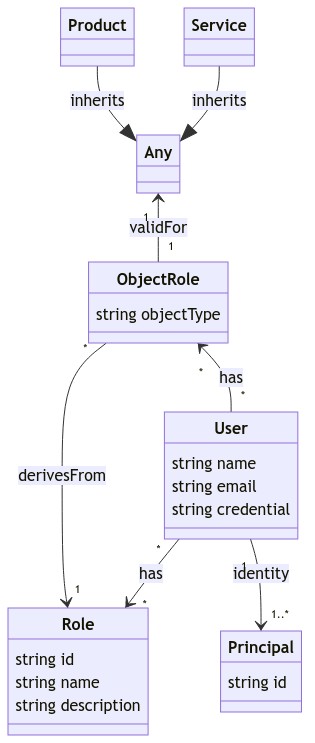 Product
Service
inherits
inherits
Any
1
validFor
1
ObjectRole
string objectType
*
has
*
*
User
string name
string email
string credential
derivesFrom
*
has
*
1
identity
1..*
1
Role
string id
string name
string description
Principal
string id